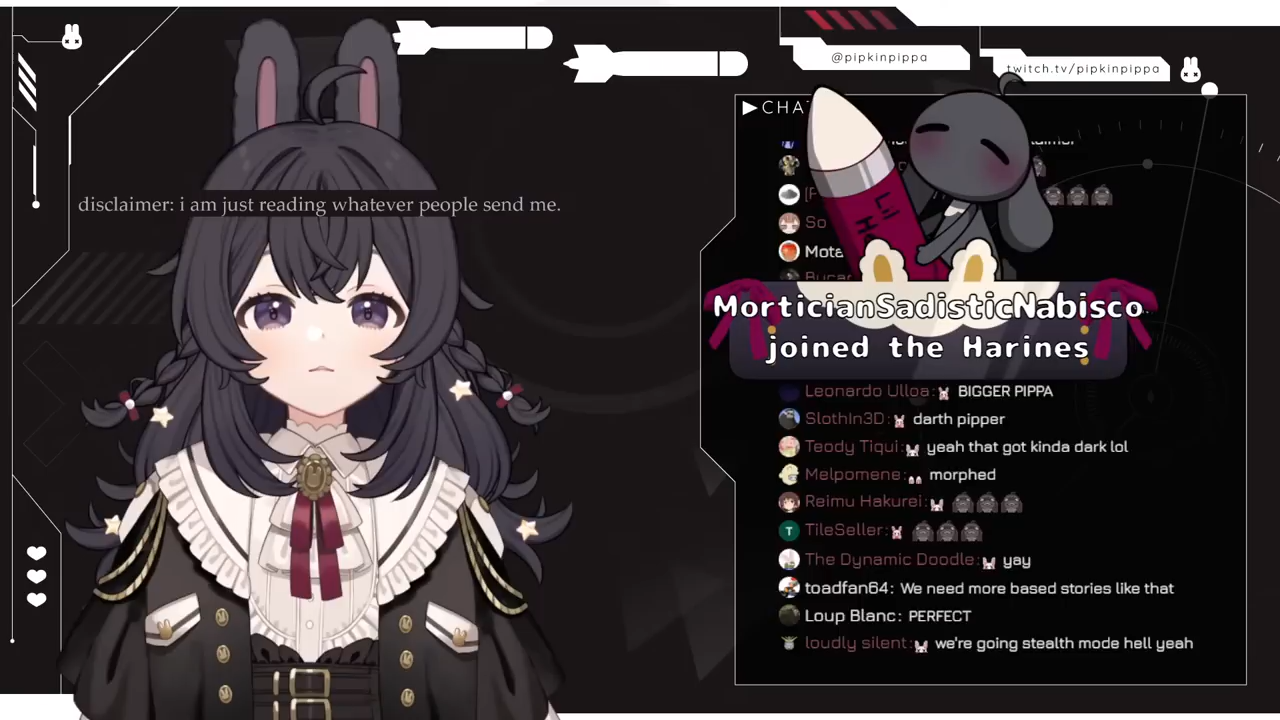 @pipkinpippa
twitch.tv/pipkinpippa
▶CHAT
disclaimer: i am just reading whatever people send me.
So
Mote
MorticianSadisticNabisco
joined the Harines
Leonardo Ulloa: BIGGER PIPPA
SlothIn3D: darth pipper
Teody Tiqui: yeah that got kinda dark lol
Melpomene: morphed
Reimu Hakurei:
T TileSeller:
The Dynamic Doodle: yay
toadfan64: We need more based stories like that
Loup Blanc: PERFECT
loudly silent: we're going stealth mode hell yeah